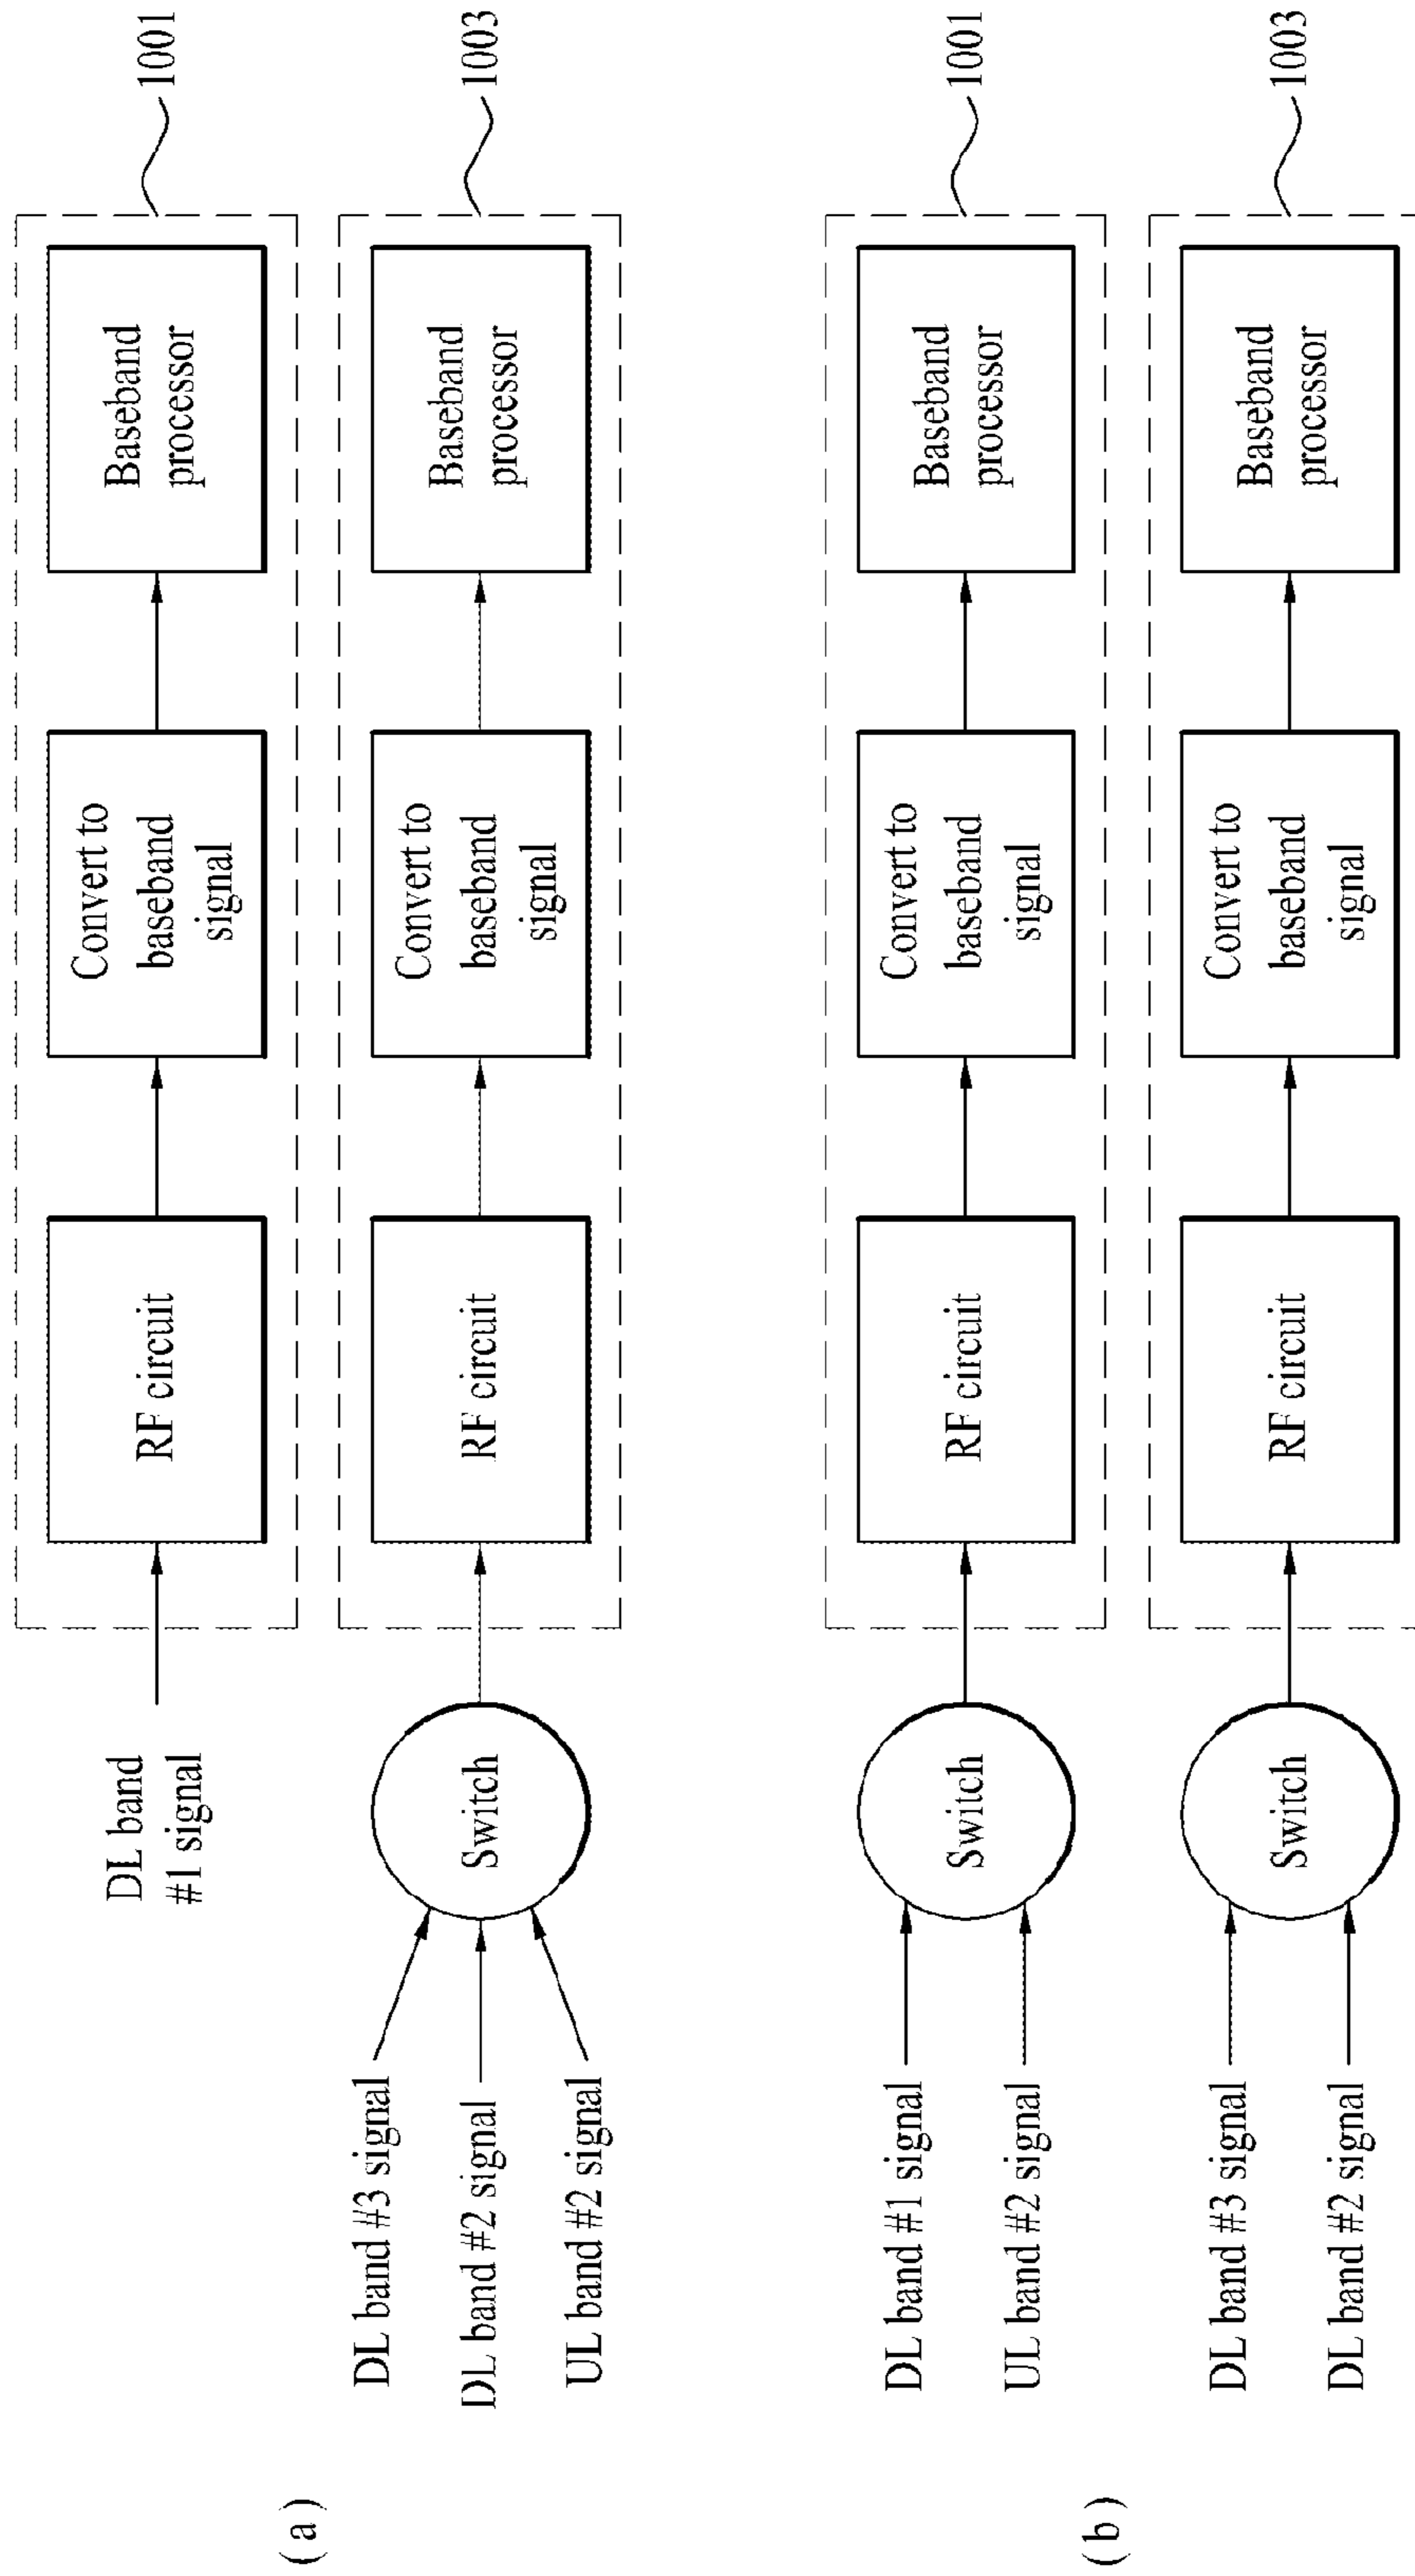 ( a )
DL band
#1 signal
RF circuit
Convert to
baseband
signal
Baseband
processor
1001
DL band #3 signal
DL band #2 signal
UL band #2 signal
Switch
RF circuit
Convert to
baseband
signal
Baseband
processor
1003
( b )
DL band #1 signal
UL band #2 signal
Switch
RF circuit
Convert to
baseband
signal
Baseband
processor
1001
DL band #3 signal
DL band #2 signal
Switch
RF circuit
Convert to
baseband
signal
Baseband
processor
1003